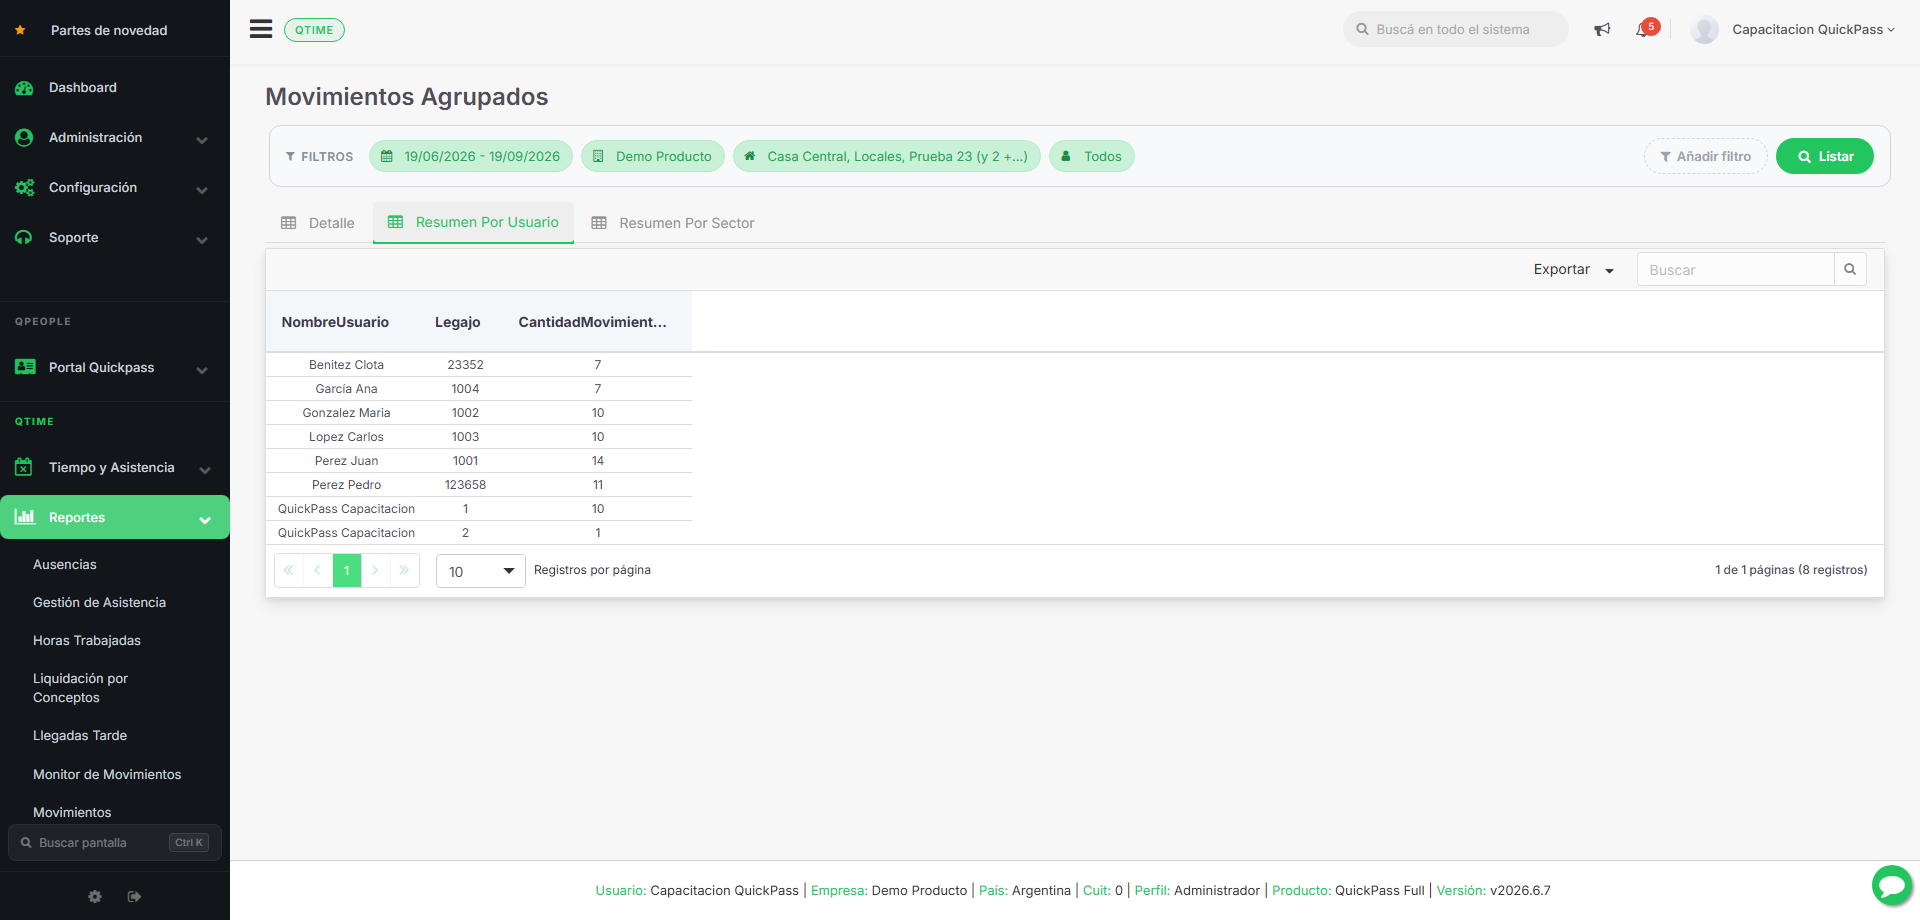 Partes de novedad
Dashboard
Administración
Configuración
Soporte
QPEOPLE
Portal Quickpass
QTIME
Tiempo y Asistencia
Reportes
Ausencias
Gestión de Asistencia
Horas Trabajadas
Liquidación por
Conceptos
Llegadas Tarde
Monitor de Movimientos
Movimientos
Buscar pantalla Ctrl K
QTIME
Buscá en todo el sistema
5
Capacitacion QuickPass
Movimientos Agrupados
FILTROS 19/06/2026 - 19/09/2026 Demo Producto Casa Central, Locales, Prueba 23 (y 2 +...) Todos Añadir filtro Listar
Detalle Resumen Por Usuario Resumen Por Sector
Exportar Buscar
NombreUsuario Legajo CantidadMovimient...
Benitez Clota 23352 7
García Ana 1004 7
Gonzalez Maria 1002 10
Lopez Carlos 1003 10
Perez Juan 1001 14
Perez Pedro 123658 11
QuickPass Capacitacion 1 10
QuickPass Capacitacion 2 1
« ‹ 1 › » 10 Registros por página 1 de 1 páginas (8 registros)
Usuario: Capacitacion QuickPass | Empresa: Demo Producto | País: Argentina | Cuit: 0 | Perfil: Administrador | Producto: QuickPass Full | Versión: v2026.6.7